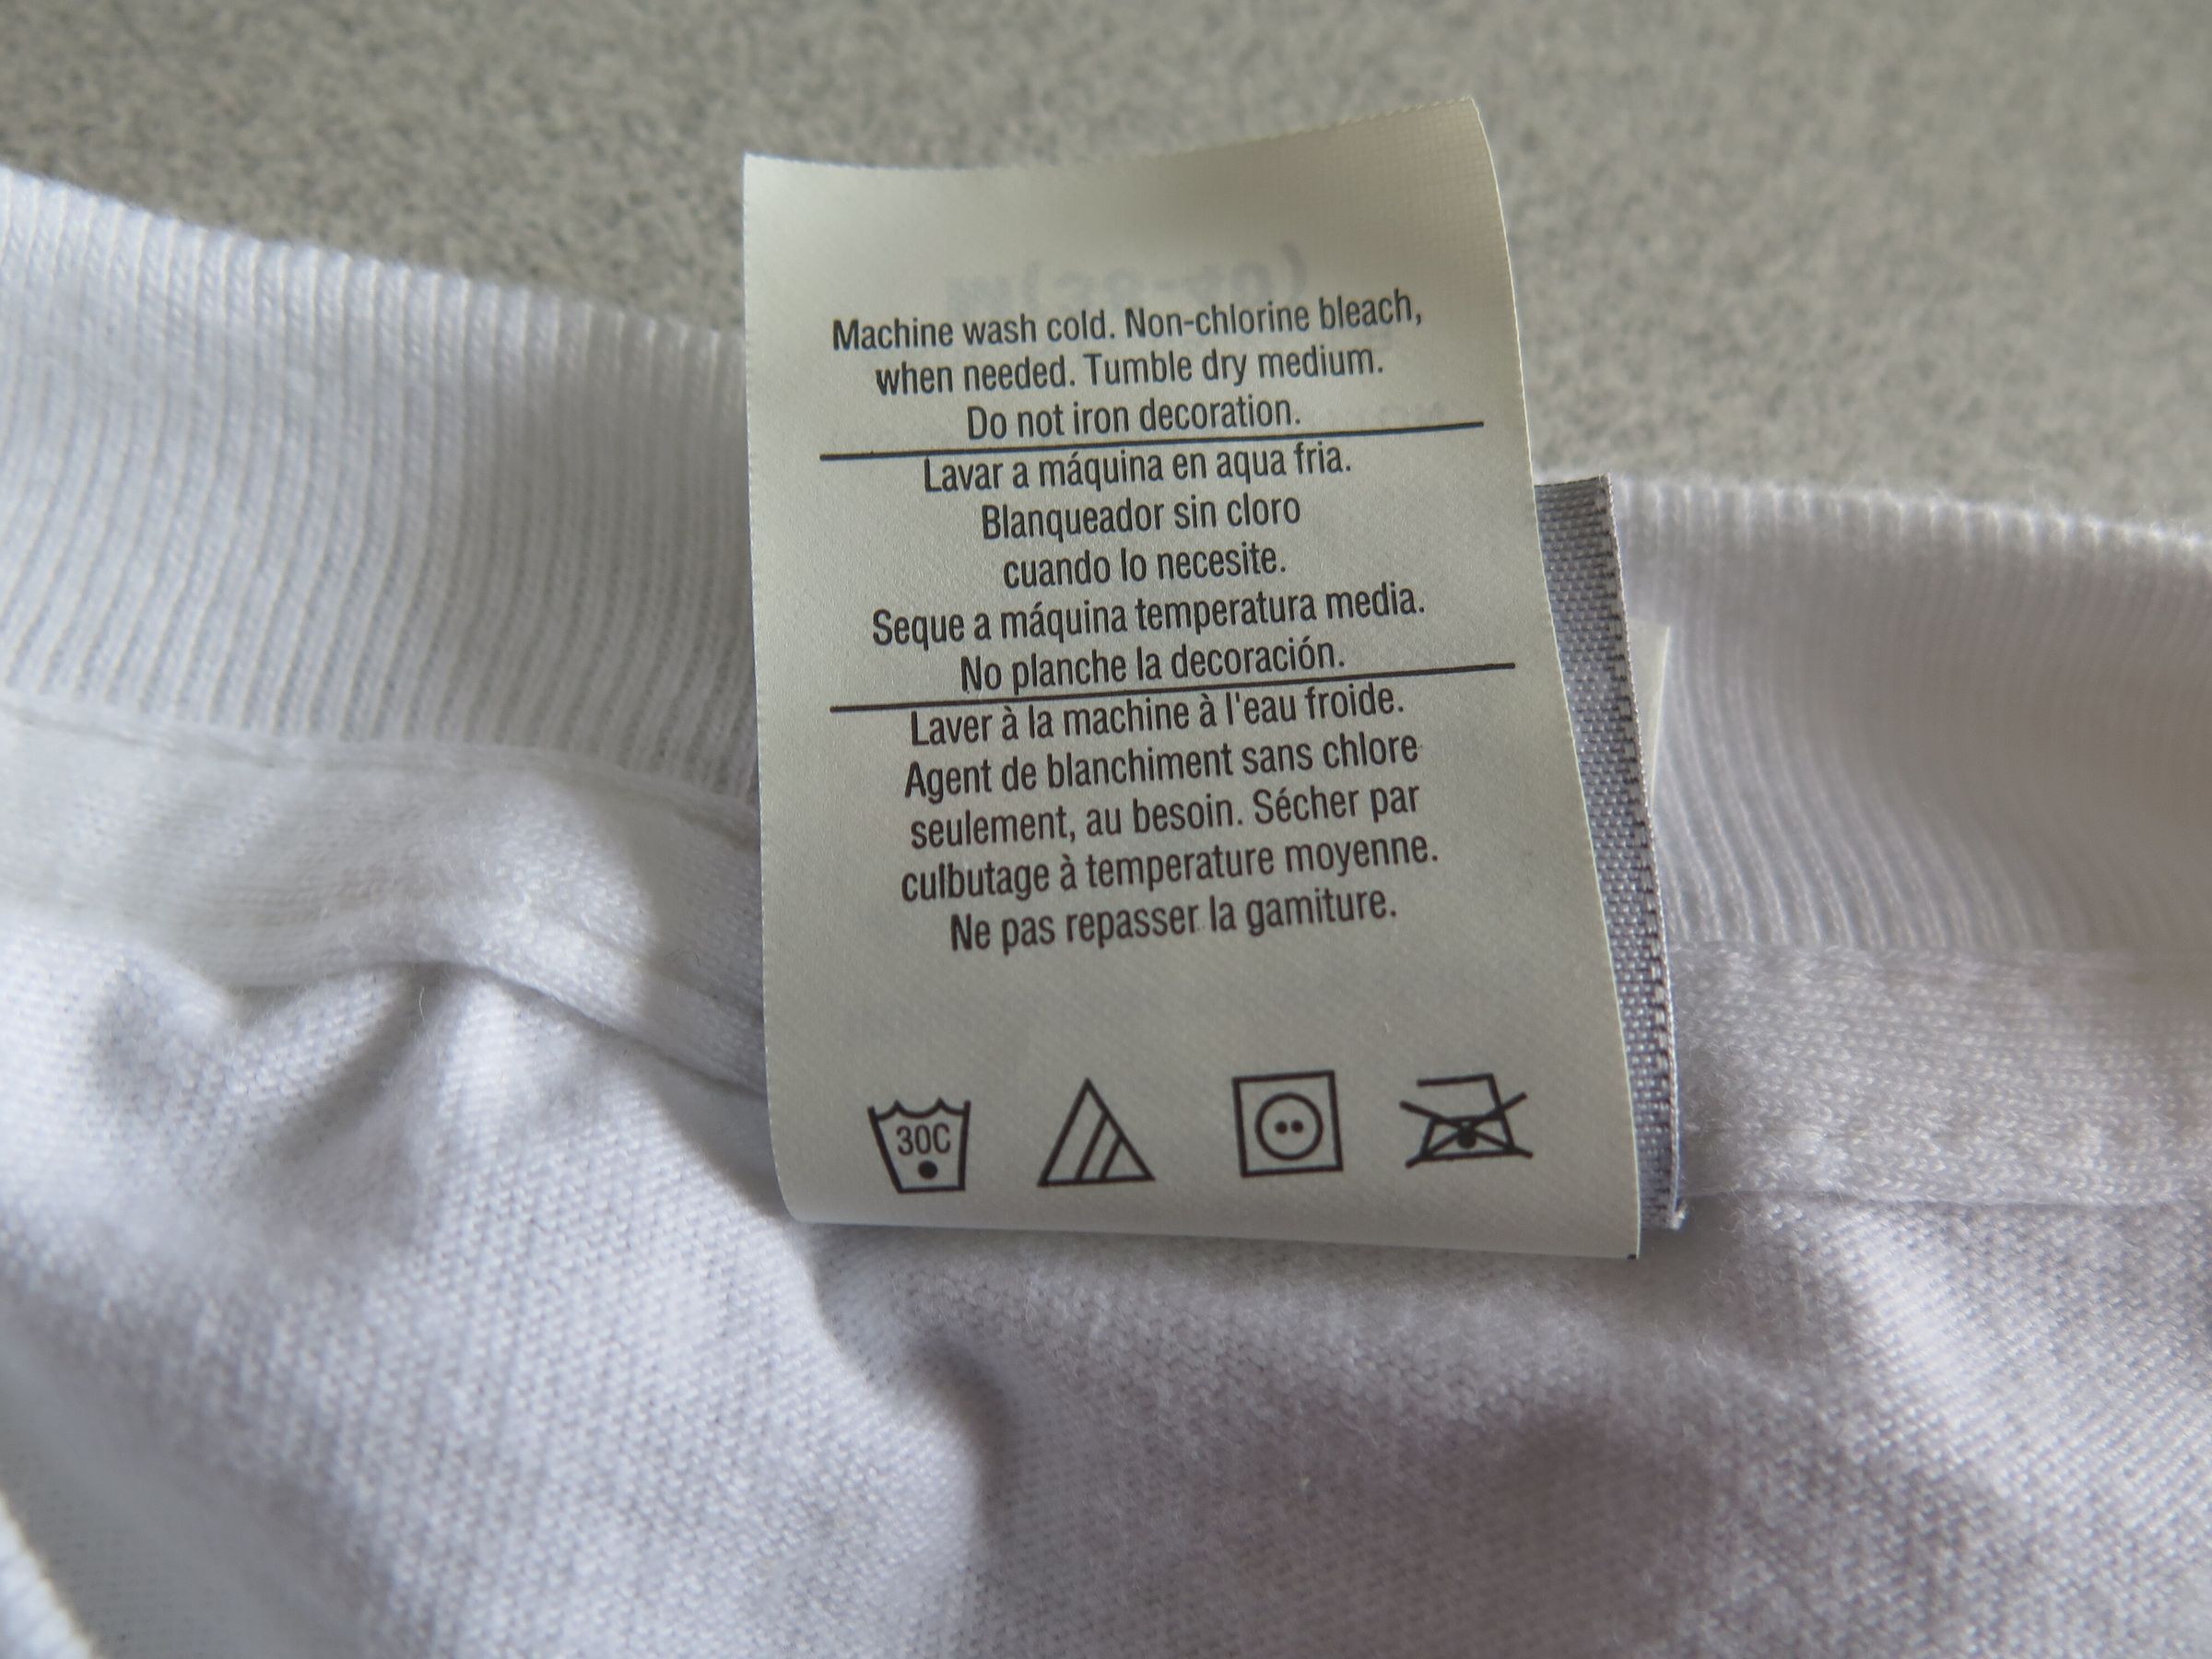 Machine wash cold. Non-chlorine bleach,
when needed. Tumble dry medium.
Do not iron decoration.
Lavar a máquina en aqua fria.
Blanqueador sin cloro
cuando lo necesite.
Seque a máquina temperatura media.
No planche la decoración.
Laver à la machine à l'eau froide.
Agent de blanchiment sans chlore
seulement, au besoin. Sécher par
culbutage à temperature moyenne.
Ne pas repasser la gamiture.
30C